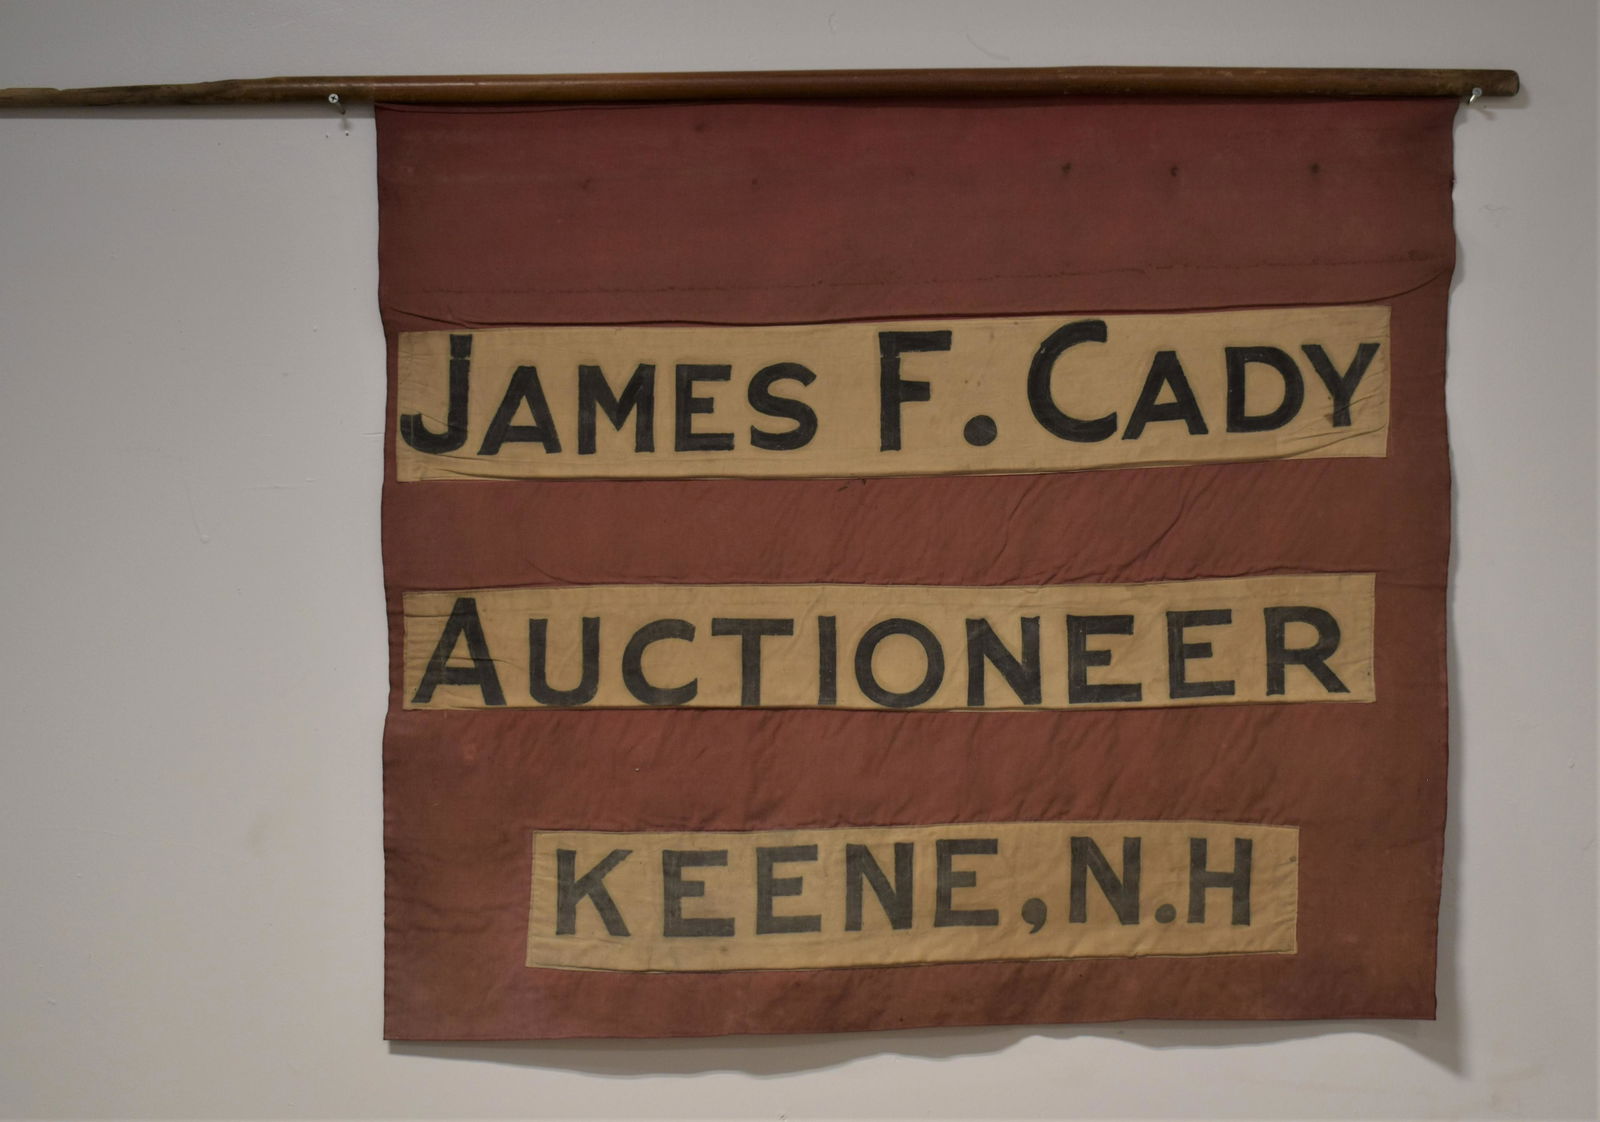 JAMES F. CADY
AUCTIONEER
KEENE, N.H